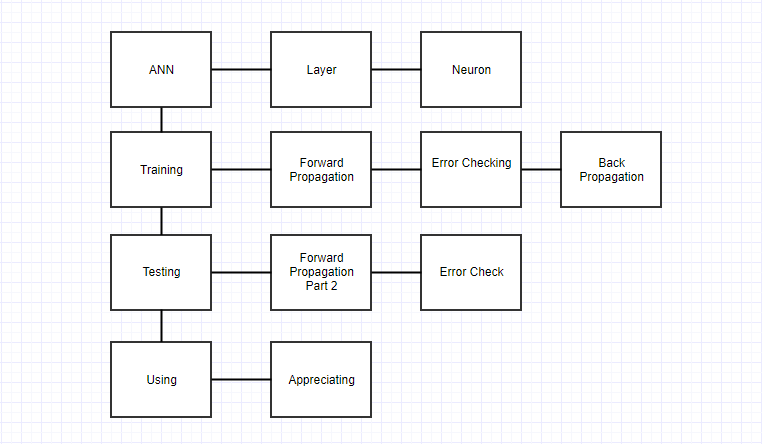 ANN
Layer
Neuron
Training
Forward
Propagation
Error Checking
Back
Propagation
Testing
Forward
Propagation
Part 2
Error Check
Using
Appreciating